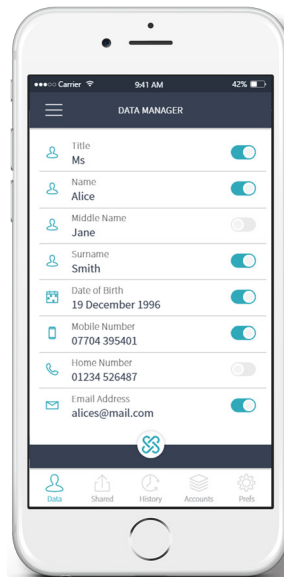 Carrier 9:41 AM 42%
DATA MANAGER
Title
Ms
Name
Alice
Middle Name
Jane
Surname
Smith
Date of Birth
19 December 1996
Mobile Number
07704 395401
Home Number
01234 526487
Email Address
alices@mail.com
Data Shared History Accounts Prefs